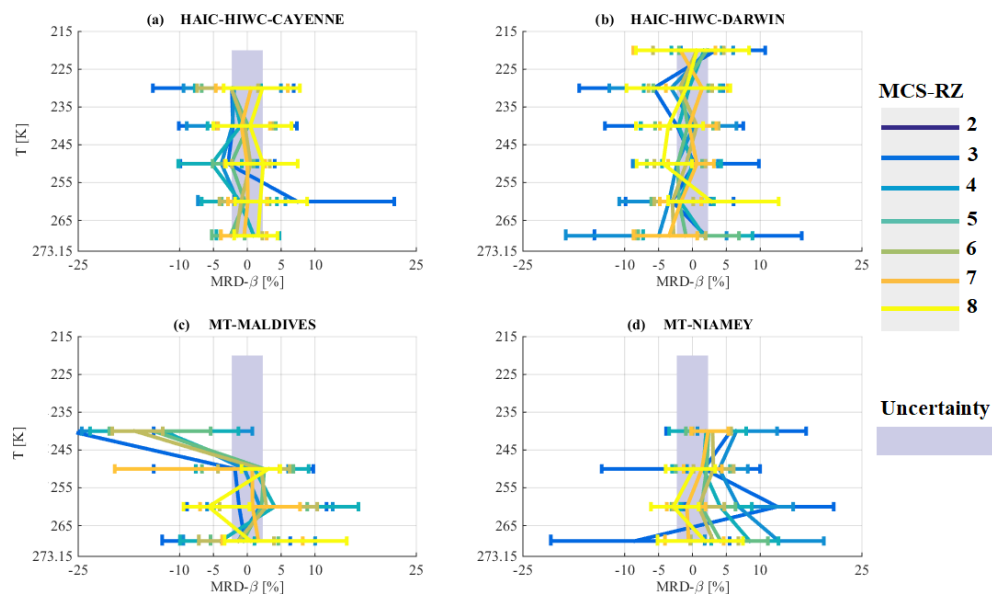 (a) HAIC-HIWC-CAYENNE
215
225
235
245
255
265
273.15
T [K]
-25 -10 -5 0 5 10 25
MRD-β [%]
(b) HAIC-HIWC-DARWIN
215
225
235
245
255
265
273.15
T [K]
-25 -10 -5 0 5 10 25
MRD-β [%]
MCS-RZ
2
3
4
5
6
7
8
Uncertainty
(c) MT-MALDIVES
215
225
235
245
255
265
273.15
T [K]
-25 -10 -5 0 5 10 25
MRD-β [%]
(d) MT-NIAMEY
215
225
235
245
255
265
273.15
T [K]
-25 -10 -5 0 5 10 25
MRD-β [%]